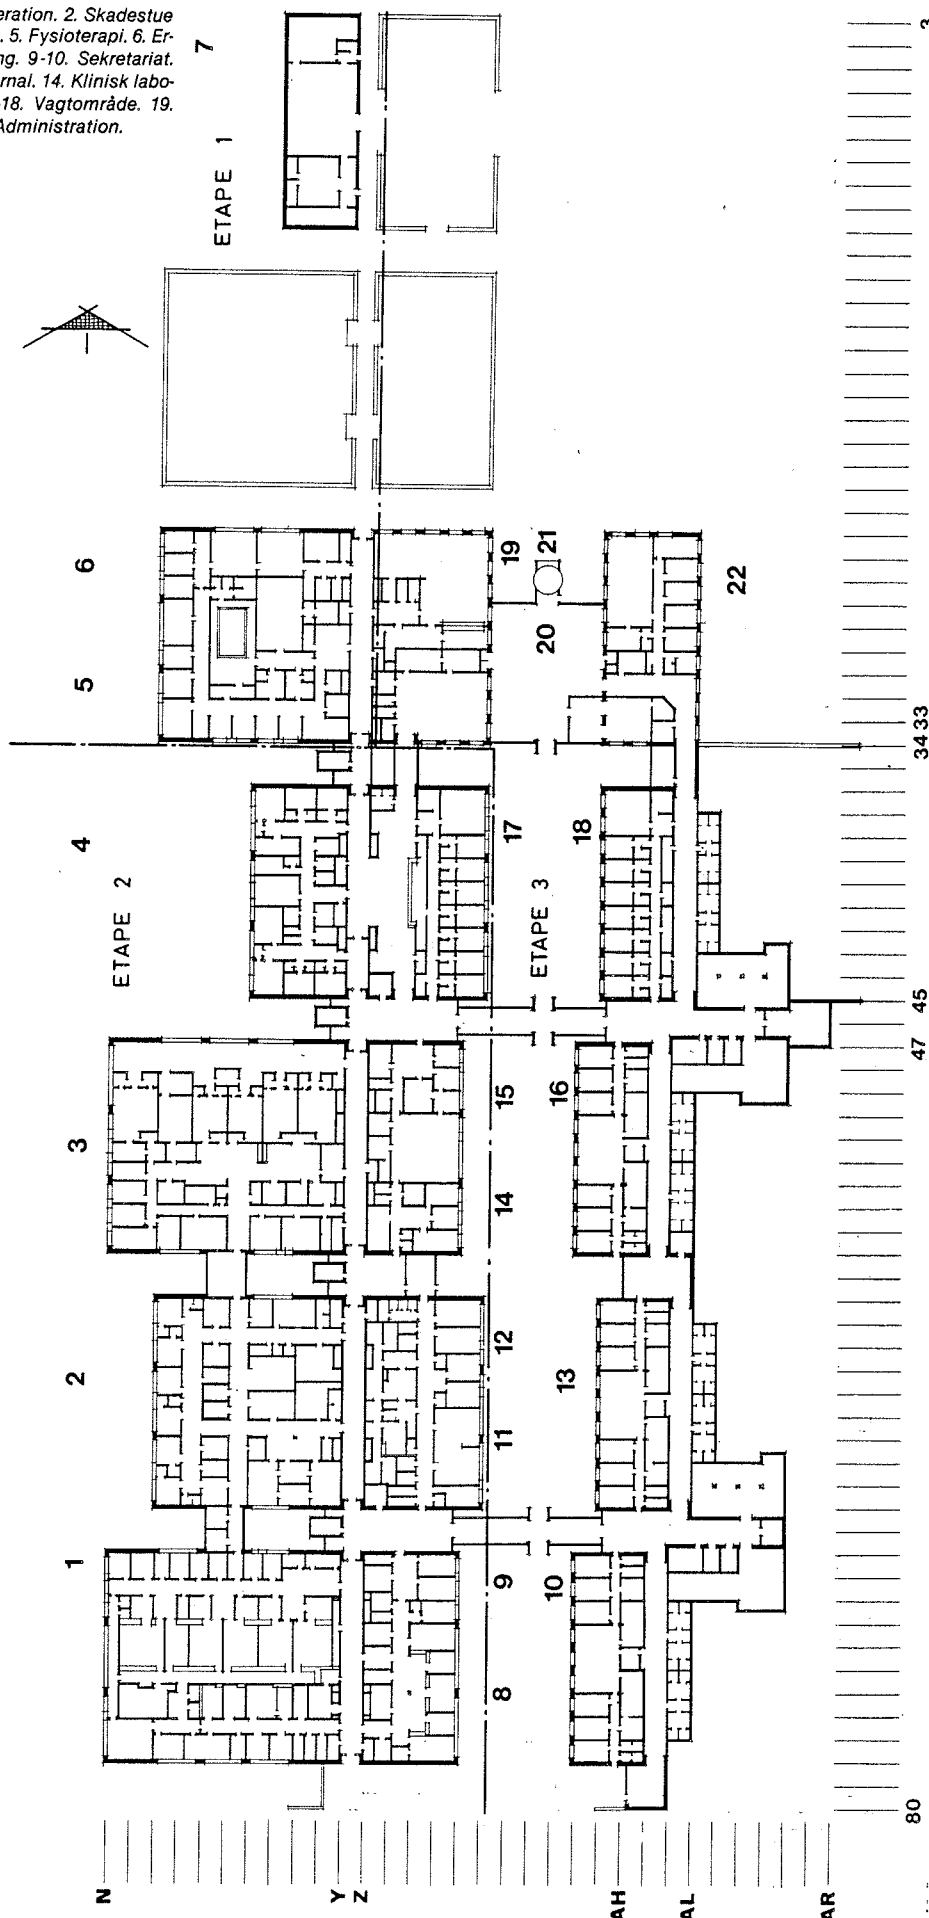 eration. 2. Skadestue
. 5. Fysioterapi. 6. Er-
ng. 9-10. Sekretariat.
rnal. 14. Klinisk labo-
-18. Vagtområde. 19.
Administration.
7
ETAPE 1
6
5
19
21
20
22
34 33
4
ETAPE 2
17
18
ETAPE 3
45
47
3
15
16
14
2
12
13
11
1
9
10
8
80
N
Y
Z
AH
AL
AR